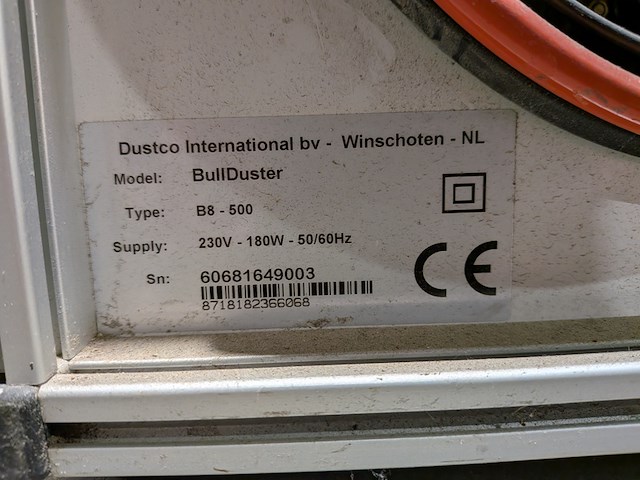 Dustco International bv - Winschoten - NL
Model: BullDuster
Type: B8 - 500
Supply: 230V - 180W - 50/60Hz
Sn: 60681649003
8718182366068
CE